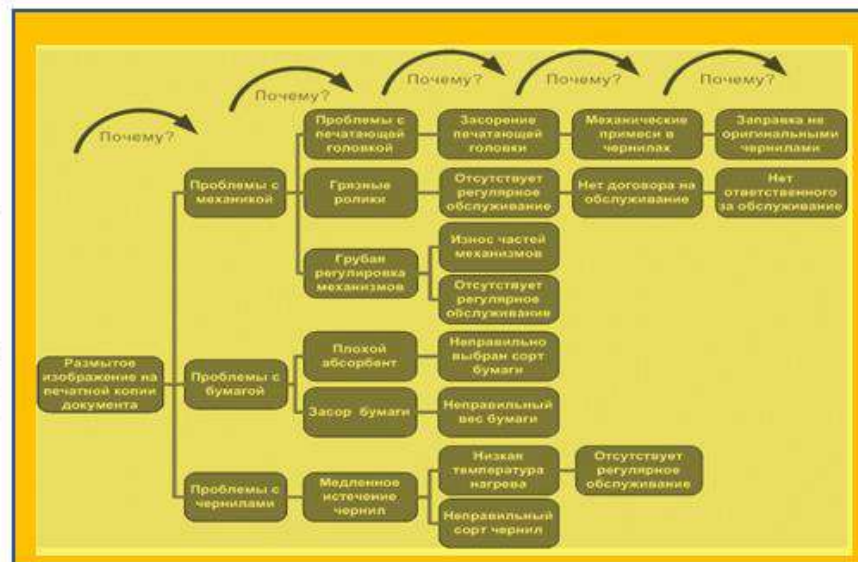 Почему?
Почему?
Почему?
Почему?
Почему?
Проблемы с
печатающей
головкой
Засорение
печатающей
головки
Механические
примеси в
чернилах
Заправка не
оригинальными
чернилами
Проблемы с
механикой
Грязные
ролики
Отсутствует
регулярное
обслуживание
Нет договора на
обслуживание
Нет
ответственного
за обслуживание
Грубая
регулировка
механизмов
Износ частей
механизмов
Отсутствует
регулярное
обслуживание
Размытое
изображение на
печатной копии
документа
Проблемы с
бумагой
Плохой
абсорбент
Неправильно
выбран сорт
бумаги
Засор бумаги
Неправильный
вес бумаги
Проблемы с
чернилами
Медленное
истечение
чернил
Низкая
температура
нагрева
Отсутствует
регулярное
обслуживание
Неправильный
сорт чернил